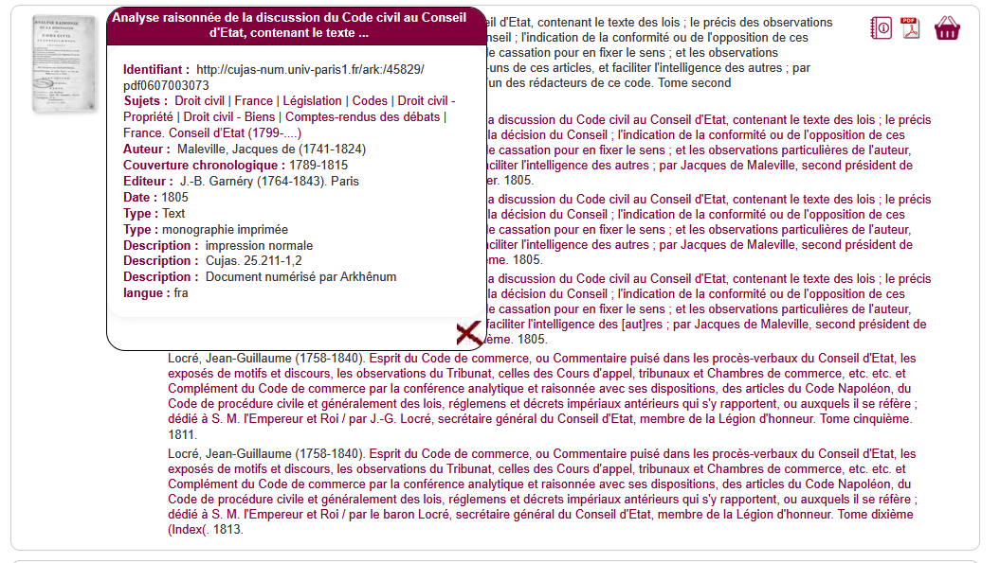 Analyse raisonnée de la discussion du Code civil au Conseil
d'Etat, contenant le texte ...
Identifiant : http://cujas-num.univ-paris1.fr/ark:/45829/
pdf0607003073
Sujets : Droit civil | France | Législation | Codes | Droit civil -
Propriété | Droit civil - Biens | Comptes-rendus des débats |
France. Conseil d'Etat (1799-....)
Auteur : Maleville, Jacques de (1741-1824)
Couverture chronologique : 1789-1815
Editeur : J.-B. Garnéry (1764-1843). Paris
Date : 1805
Type : Text
Type : monographie imprimée
Description : impression normale
Description : Cujas. 25.211-1,2
Description : Document numérisé par Arkhênum
langue : fra
eil d'Etat, contenant le texte des lois ; le précis des observations
nseil ; l'indication de la conformité ou de l'opposition de ces
e cassation pour en fixer le sens ; et les observations
-uns de ces articles, et faciliter l'intelligence des autres ; par
'un des rédacteurs de ce code. Tome second
PDF
a discussion du Code civil au Conseil d'Etat, contenant le texte des lois ; le précis
la décision du Conseil ; l'indication de la conformité ou de l'opposition de ces
e cassation pour en fixer le sens ; et les observations particulières de l'auteur,
ciliter l'intelligence des autres ; par Jacques de Maleville, second président de
er. 1805.
a discussion du Code civil au Conseil d'Etat, contenant le texte des lois ; le précis
la décision du Conseil ; l'indication de la conformité ou de l'opposition de ces
e cassation pour en fixer le sens ; et les observations particulières de l'auteur,
ciliter l'intelligence des autres ; par Jacques de Maleville, second président de
ème. 1805.
a discussion du Code civil au Conseil d'Etat, contenant le texte des lois ; le précis
la décision du Conseil ; l'indication de la conformité ou de l'opposition de ces
e cassation pour en fixer le sens ; et les observations particulières de l'auteur,
faciliter l'intelligence des [aut]res ; par Jacques de Maleville, second président de
ième. 1805.
Locré, Jean-Guillaume (1758-1840). Esprit du Code de commerce, ou Commentaire puisé dans les procès-verbaux du Conseil d'Etat, les
exposés de motifs et discours, les observations du Tribunat, celles des Cours d'appel, tribunaux et Chambres de commerce, etc. etc. et
Complément du Code de commerce par la conférence analytique et raisonnée avec ses dispositions, des articles du Code Napoléon, du
Code de procédure civile et généralement des lois, réglemens et décrets impériaux antérieurs qui s'y rapportent, ou auxquels il se réfère ;
dédié à S. M. l'Empereur et Roi / par J.-G. Locré, secrétaire général du Conseil d'Etat, membre de la Légion d'honneur. Tome cinquième.
1811.
Locré, Jean-Guillaume (1758-1840). Esprit du Code de commerce, ou Commentaire puisé dans les procès-verbaux du Conseil d'Etat, les
exposés de motifs et discours, les observations du Tribunat, celles des Cours d'appel, tribunaux et Chambres de commerce, etc. etc. et
Complément du Code de commerce par la conférence analytique et raisonnée avec ses dispositions, des articles du Code Napoléon, du
Code de procédure civile et généralement des lois, réglemens et décrets impériaux antérieurs qui s'y rapportent, ou auxquels il se réfère ;
dédié à S. M. l'Empereur et Roi / par le baron Locré, secrétaire général du Conseil d'Etat, membre de la Légion d'honneur. Tome dixième
(Index(. 1813.